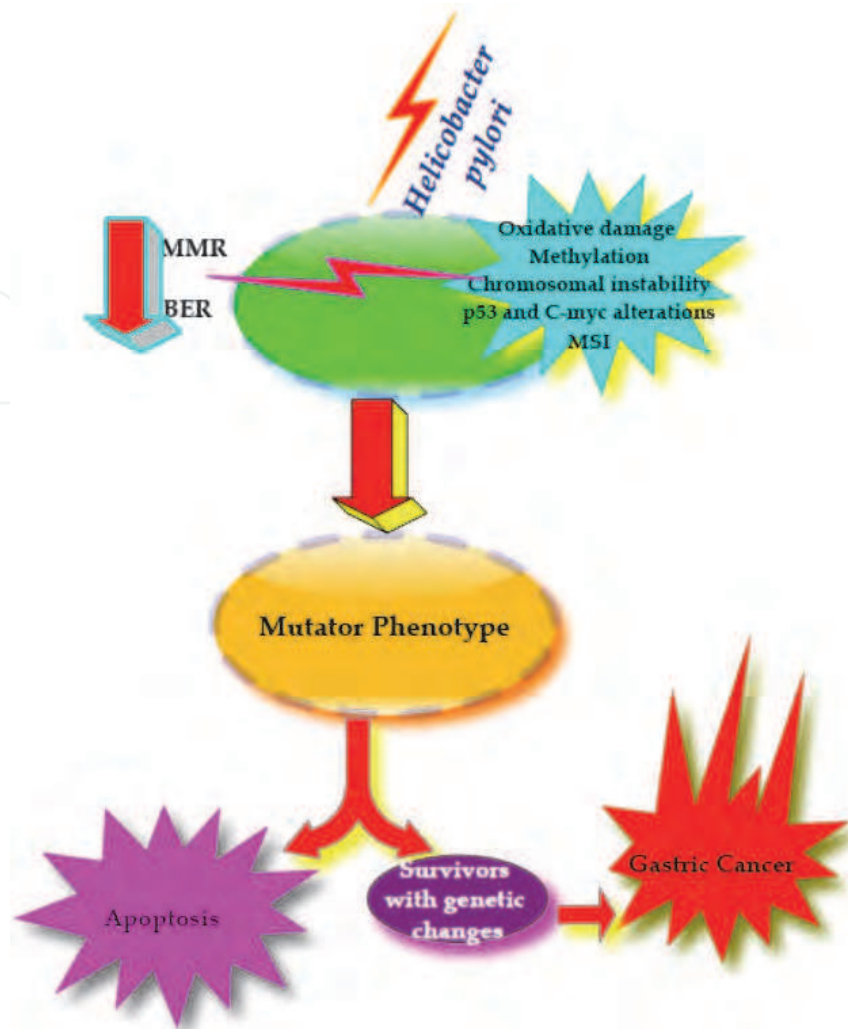 Helicobacter
pylori
MMR
BER
Oxidative damage
Methylation
Chromosomal instability
p53 and C-myc alterations
MSI
Mutator Phenotype
Apoptosis
Survivors
with genetic
changes
Gastric Cancer